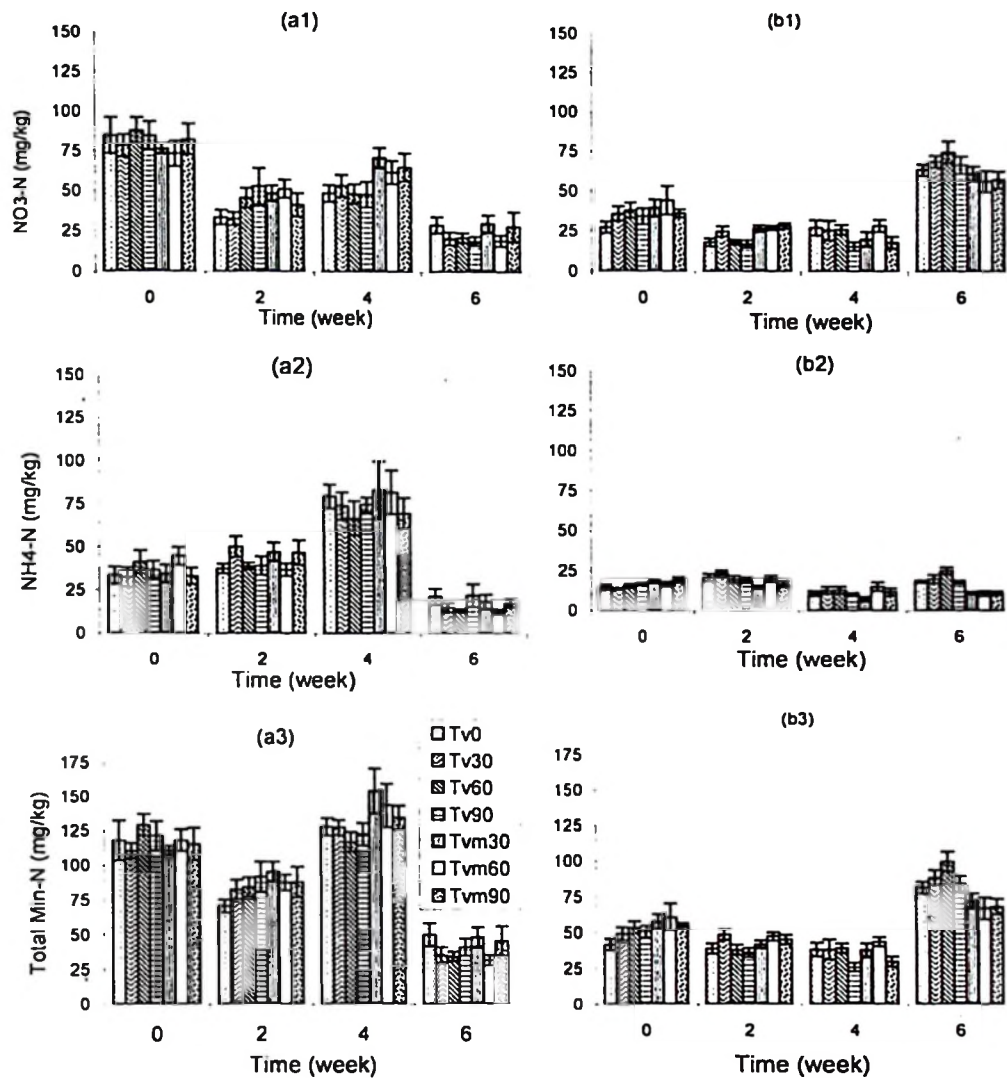 (a1)
150
125
100
75
50
25
0
NO3-N (mg/kg)
0 2 4 6
Time (week)
(b1)
150
125
100
75
50
25
0
0 2 4 6
Time (week)
(a2)
150
125
100
75
50
25
0
NH4-N (mg/kg)
0 2 4 6
Time (week)
(b2)
150
125
100
75
50
25
0
0 2 4 6
Time (week)
(a3)
175
150
125
100
75
50
25
0
Total Min-N (mg/kg)
0 2 4 6
Time (week)
Tv0
Tv30
Tv60
Tv90
Tvm30
Tvm60
Tvm90
(b3)
175
150
125
100
75
50
25
0
0 2 4 6
Time (week)